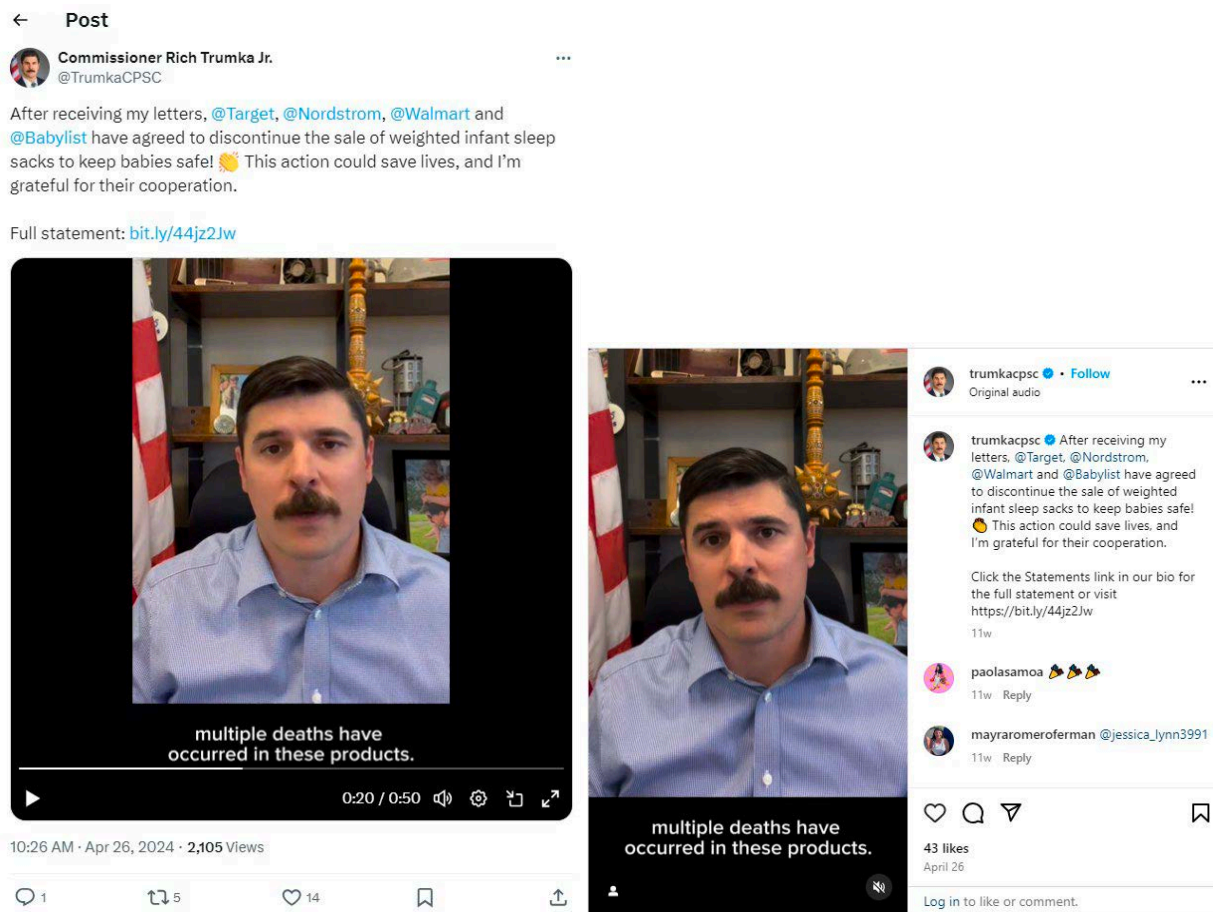 Post
Commissioner Rich Trumka Jr.
@TrumkaCPSC
After receiving my letters, @Target, @Nordstrom, @Walmart and
@Babylist have agreed to discontinue the sale of weighted infant sleep
sacks to keep babies safe! 👏 This action could save lives, and I'm
grateful for their cooperation.
Full statement: bit.ly/44jz2Jw
multiple deaths have
occurred in these products.
0:20 / 0:50
10:26 AM · Apr 26, 2024 · 2,105 Views
1
5
14
multiple deaths have
occurred in these products.
trumkacpsc • Follow
Original audio
trumkacpsc After receiving my
letters, @Target, @Nordstrom,
@Walmart and @Babylist have agreed
to discontinue the sale of weighted
infant sleep sacks to keep babies safe!
👏 This action could save lives, and
I'm grateful for their cooperation.
Click the Statements link in our bio for
the full statement or visit
https://bit.ly/44jz2Jw
11w
paolasamoa 🎉🎉🎉
11w Reply
mayraromeroferman @jessica_lynn3991
11w Reply
43 likes
April 26
Log in to like or comment.